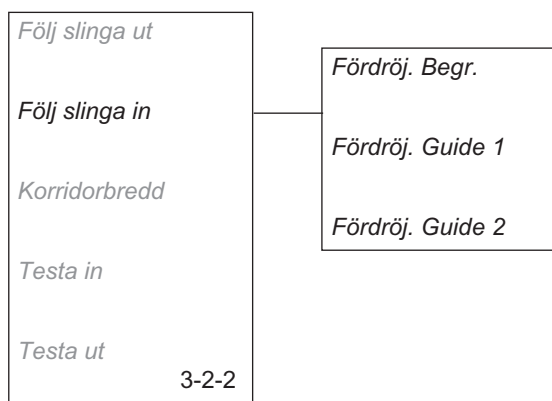 Följ slinga ut
Följ slinga in
Korridorbredd
Testa in
Testa ut
3-2-2
Fördröj. Begr.
Fördröj. Guide 1
Fördröj. Guide 2